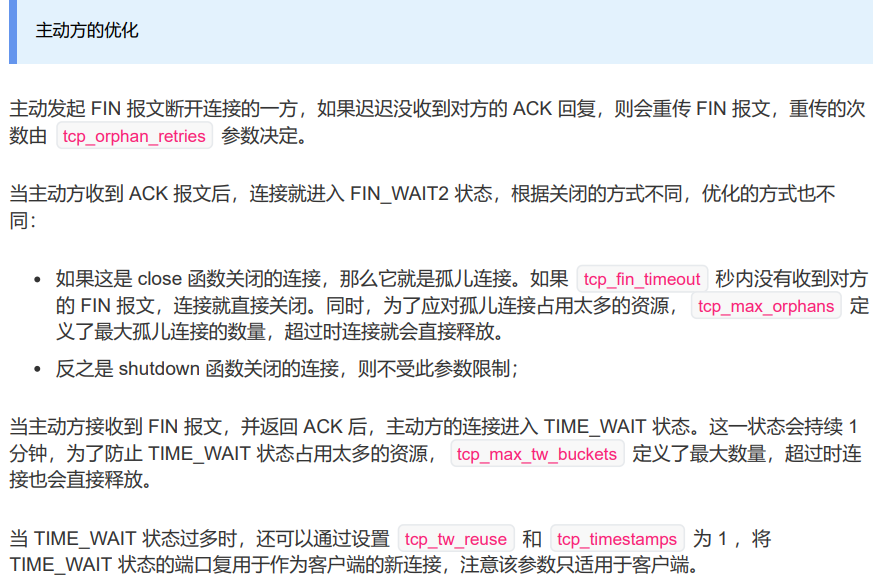 主动方的优化
主动发起 FIN 报文断开连接的一方，如果迟迟没收到对方的 ACK 回复，则会重传 FIN 报文，重传的次
数由 tcp_orphan_retries 参数决定。
当主动方收到 ACK 报文后，连接就进入 FIN_WAIT2 状态，根据关闭的方式不同，优化的方式也不
同：
• 如果这是 close 函数关闭的连接，那么它就是孤儿连接。如果 tcp_fin_timeout 秒内没有收到对方
的 FIN 报文，连接就直接关闭。同时，为了应对孤儿连接占用太多的资源， tcp_max_orphans 定
义了最大孤儿连接的数量，超过时连接就会直接释放。
• 反之是 shutdown 函数关闭的连接，则不受此参数限制；
当主动方接收到 FIN 报文，并返回 ACK 后，主动方的连接进入 TIME_WAIT 状态。这一状态会持续 1
分钟，为了防止 TIME_WAIT 状态占用太多的资源， tcp_max_tw_buckets 定义了最大数量，超过时连
接也会直接释放。
当 TIME_WAIT 状态过多时，还可以通过设置 tcp_tw_reuse 和 tcp_timestamps 为 1 ，将
TIME_WAIT 状态的端口复用于作为客户端的新连接，注意该参数只适用于客户端。